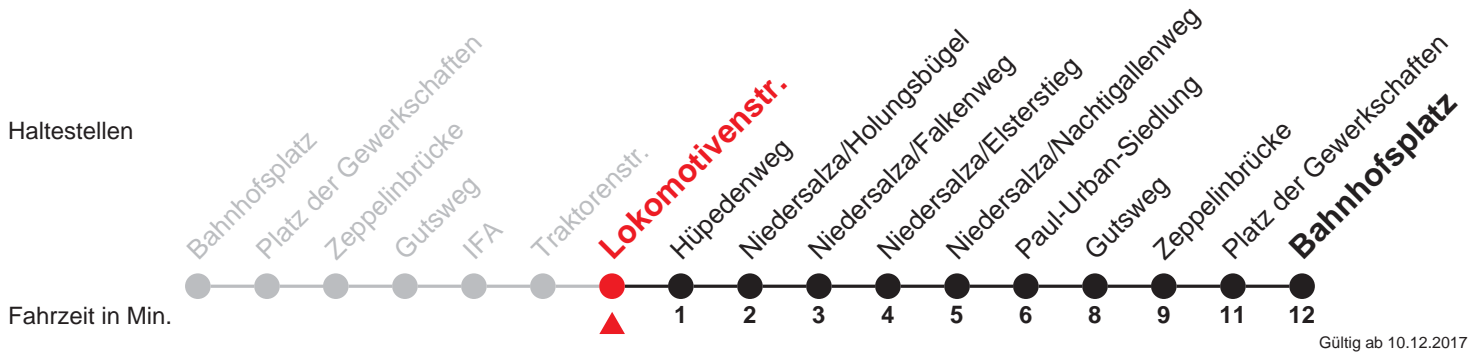 Haltestellen
Bahnhofsplatz
Platz der Gewerkschaften
Zeppelinbrücke
Gutsweg
IFA
Traktorenstr.
Lokomotivenstr.
Hüpedenweg
Niedersalza/Holungsbügel
Niedersalza/Falkenweg
Niedersalza/Elsterstieg
Niedersalza/Nachtigallenweg
Paul-Urban-Siedlung
Gutsweg
Zeppelinbrücke
Platz der Gewerkschaften
Bahnhofsplatz
Fahrzeit in Min.
1 2 3 4 5 6 8 9 11 12
Gültig ab 10.12.2017